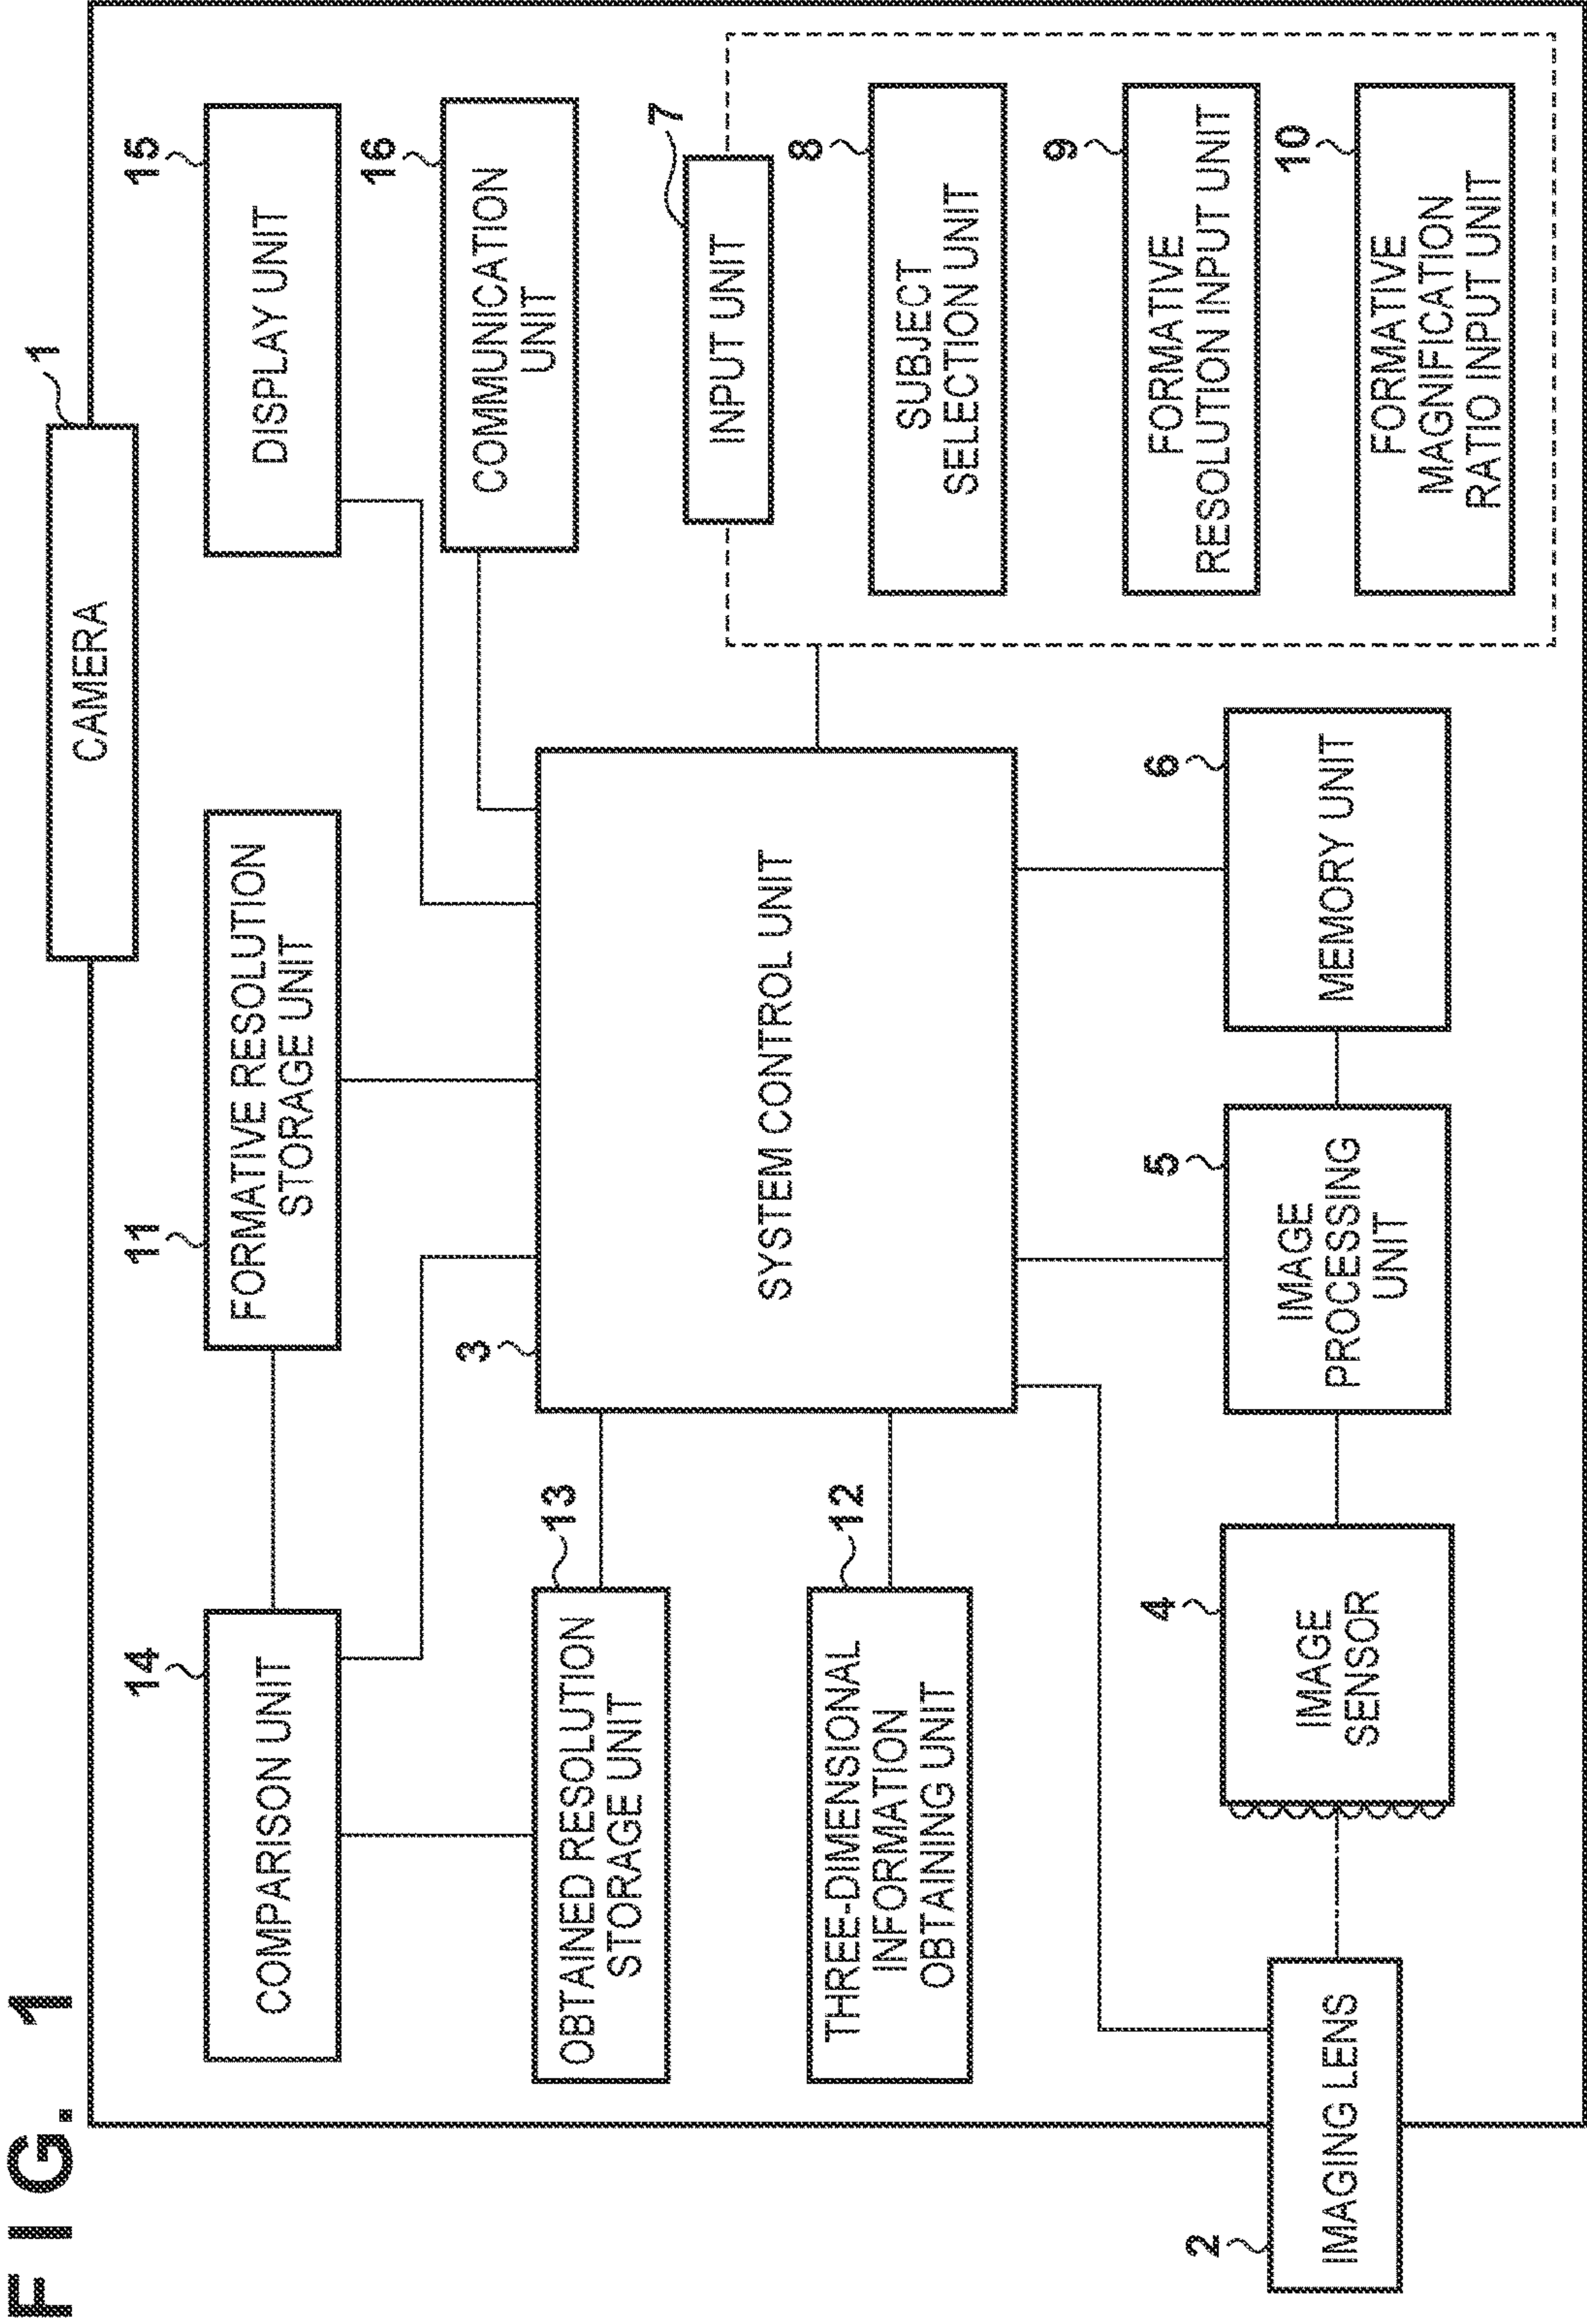 FIG. 1
1
CAMERA
14
COMPARISON UNIT
11
FORMATIVE RESOLUTION
STORAGE UNIT
15
DISPLAY UNIT
16
COMMUNICATION
UNIT
3
SYSTEM CONTROL UNIT
13
OBTAINED RESOLUTION
STORAGE UNIT
12
THREE-DIMENSIONAL
INFORMATION
OBTAINING UNIT
7
INPUT UNIT
8
SUBJECT
SELECTION UNIT
9
FORMATIVE
RESOLUTION INPUT UNIT
10
FORMATIVE
MAGNIFICATION
RATIO INPUT UNIT
2
IMAGING LENS
4
IMAGE
SENSOR
5
IMAGE
PROCESSING
UNIT
6
MEMORY UNIT